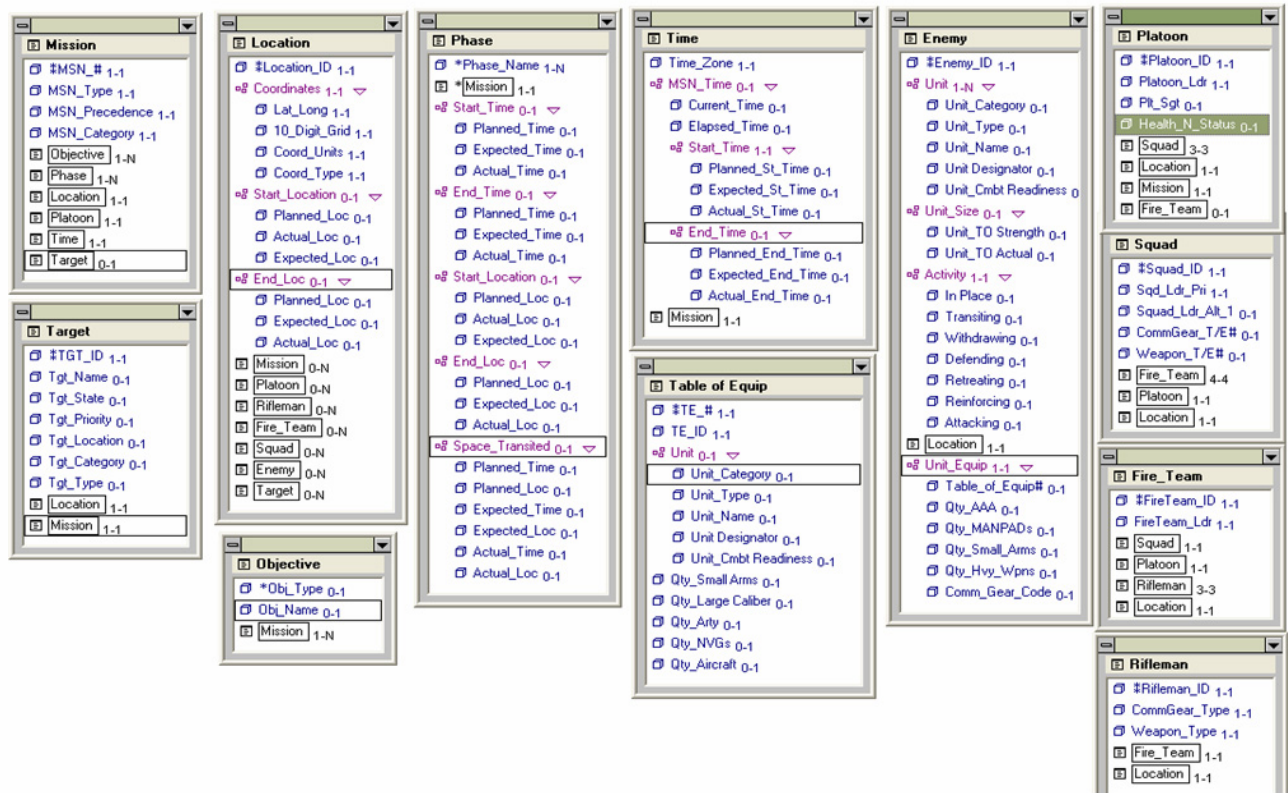 Mission
‡MSN_# 1-1
MSN_Type 1-1
MSN_Precedence 1-1
MSN_Category 1-1
Objective 1-N
Phase 1-N
Location 1-1
Platoon 1-1
Time 1-1
Target 0-1
Target
‡TGT_ID 1-1
Tgt_Name 0-1
Tgt_State 0-1
Tgt_Priority 0-1
Tgt_Location 0-1
Tgt_Category 0-1
Tgt_Type 0-1
Location 1-1
Mission 1-1
Location
‡Location_ID 1-1
Coordinates 1-1
Lat_Long 1-1
10_Digit_Grid 1-1
Coord_Units 1-1
Coord_Type 1-1
Start_Location 0-1
Planned_Loc 0-1
Actual_Loc 0-1
Expected_Loc 0-1
End_Loc 0-1
Planned_Loc 0-1
Expected_Loc 0-1
Actual_Loc 0-1
Mission 0-N
Platoon 0-N
Rifleman 0-N
Fire_Team 0-N
Squad 0-N
Enemy 0-N
Target 0-N
Objective
*Obj_Type 0-1
Obj_Name 0-1
Mission 1-N
Phase
*Phase_Name 1-N
*Mission 1-1
Start_Time 0-1
Planned_Time 0-1
Expected_Time 0-1
Actual_Time 0-1
End_Time 0-1
Planned_Time 0-1
Expected_Time 0-1
Actual_Time 0-1
Start_Location 0-1
Planned_Loc 0-1
Actual_Loc 0-1
Expected_Loc 0-1
End_Loc 0-1
Planned_Loc 0-1
Expected_Loc 0-1
Actual_Loc 0-1
Space_Transited 0-1
Planned_Time 0-1
Planned_Loc 0-1
Expected_Time 0-1
Expected_Loc 0-1
Actual_Time 0-1
Actual_Loc 0-1
Time
Time_Zone 1-1
MSN_Time 0-1
Current_Time 0-1
Elapsed_Time 0-1
Start_Time 1-1
Planned_St_Time 0-1
Expected_St_Time 0-1
Actual_St_Time 0-1
End_Time 0-1
Planned_End_Time 0-1
Expected_End_Time 0-1
Actual_End_Time 0-1
Mission 1-1
Table of Equip
‡TE_# 1-1
TE_ID 1-1
Unit 0-1
Unit_Category 0-1
Unit_Type 0-1
Unit_Name 0-1
Unit Designator 0-1
Unit_Cmbt Readiness 0-1
Qty_Small Arms 0-1
Qty_Large Caliber 0-1
Qty_Arty 0-1
Qty_NVGs 0-1
Qty_Aircraft 0-1
Enemy
‡Enemy_ID 1-1
Unit 1-N
Unit_Category 0-1
Unit_Type 0-1
Unit_Name 0-1
Unit Designator 0-1
Unit_Cmbt Readiness 0
Unit_Size 0-1
Unit_TO Strength 0-1
Unit_TO Actual 0-1
Activity 1-1
In Place 0-1
Transiting 0-1
Withdrawing 0-1
Defending 0-1
Retreating 0-1
Reinforcing 0-1
Attacking 0-1
Location 1-1
Unit_Equip 1-1
Table_of_Equip# 0-1
Qty_AAA 0-1
Qty_MANPADs 0-1
Qty_Small_Arms 0-1
Qty_Hvy_Wpns 0-1
Comm_Gear_Code 0-1
Platoon
‡Platoon_ID 1-1
Platoon_Ldr 1-1
Plt_Sgt 0-1
Health_N_Status 0-1
Squad 3-3
Location 1-1
Mission 1-1
Fire_Team 0-1
Squad
‡Squad_ID 1-1
Sqd_Ldr_Pri 1-1
Squad_Ldr_Alt_1 0-1
CommGear_T/E# 0-1
Weapon_T/E# 0-1
Fire_Team 4-4
Platoon 1-1
Location 1-1
Fire_Team
‡FireTeam_ID 1-1
FireTeam_Ldr 1-1
Squad 1-1
Platoon 1-1
Rifleman 3-3
Location 1-1
Rifleman
‡Rifleman_ID 1-1
CommGear_Type 1-1
Weapon_Type 1-1
Fire_Team 1-1
Location 1-1